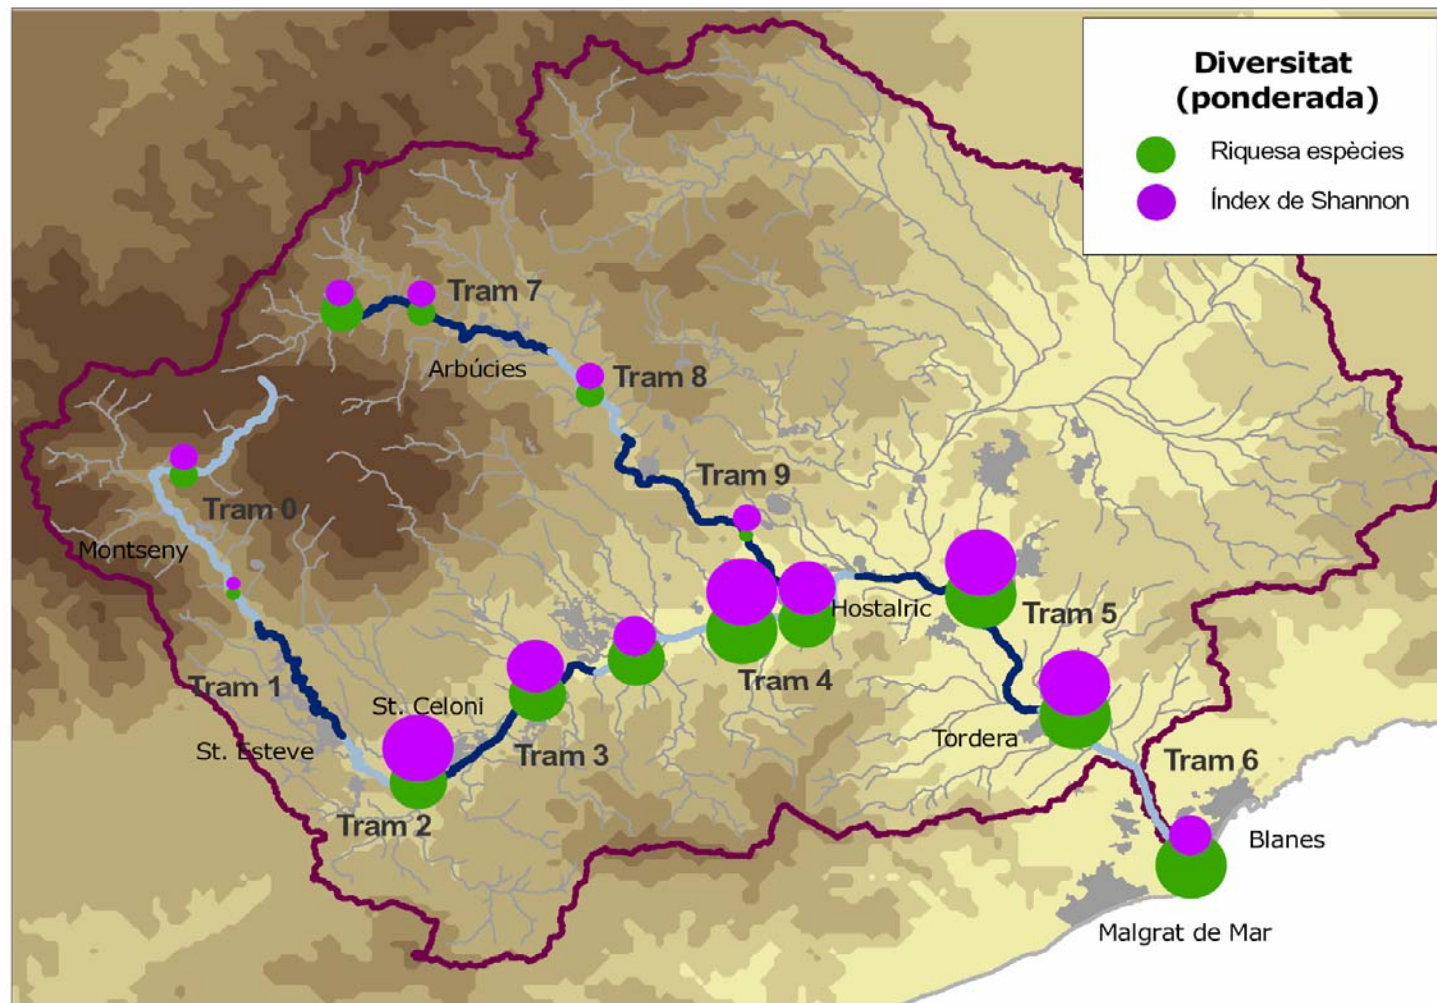 Diversitat
(ponderada)
Riquesa espècies
Índex de Shannon
Tram 7
Arbúcies
Tram 8
Tram 9
Tram 0
Montseny
Hostalric
Tram 5
Tram 1
St. Celoni
Tram 4
St. Esteve
Tram 3
Tordera
Tram 6
Tram 2
Blanes
Malgrat de Mar